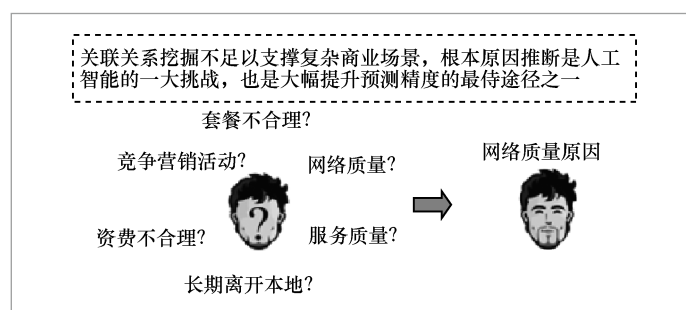 关联关系挖掘不足以支撑复杂商业场景，根本原因推断是人工
智能的一大挑战，也是大幅提升预测精度的最侍途径之一
套餐不合理？
竞争营销活动？
网络质量？
网络质量原因
?
资费不合理？
服务质量？
长期离开本地？